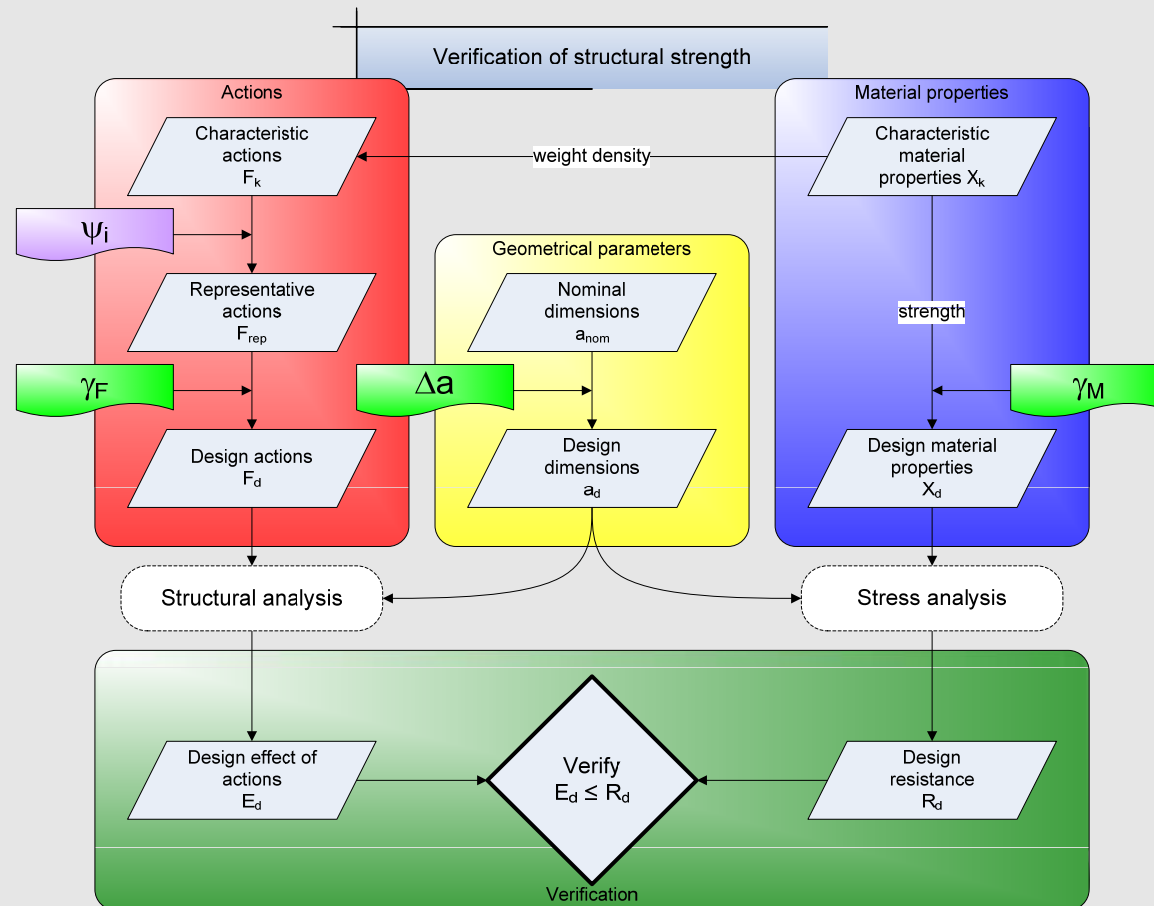 Verification of structural strength
Actions
Characteristic
actions
Fk
ψi
Representative
actions
Frep
γF
Design actions
Fd
weight density
Geometrical parameters
Nominal
dimensions
anom
Δa
Design
dimensions
ad
Material properties
Characteristic
material
properties Xk
strength
γM
Design material
properties
Xd
Structural analysis
Stress analysis
Design effect of
actions
Ed
Verify
Ed ≤ Rd
Design
resistance
Rd
Verification